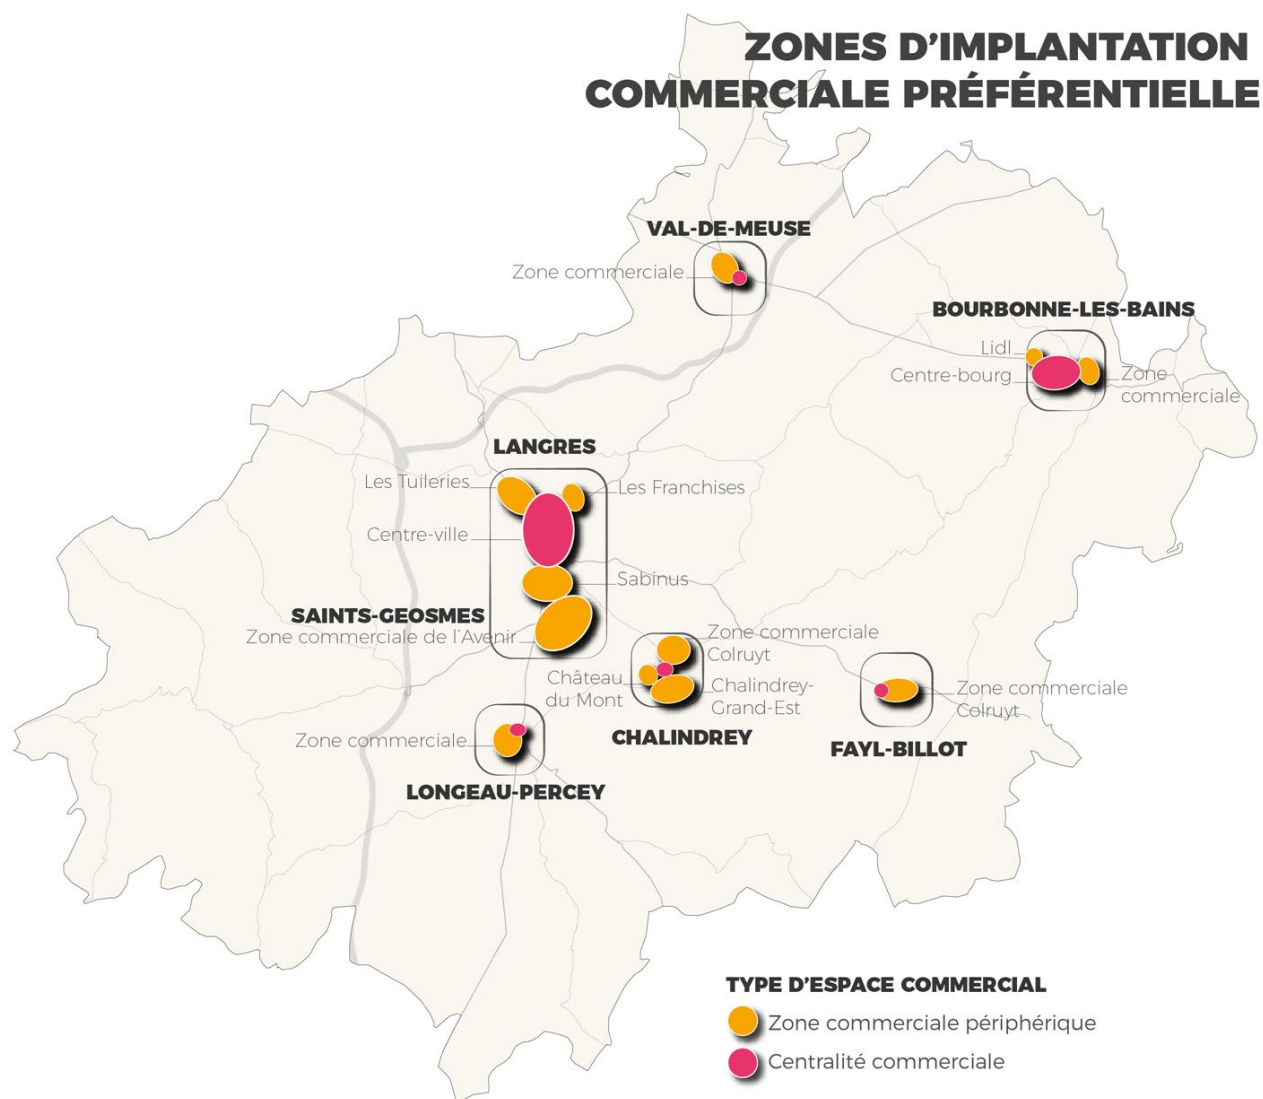 ZONES D’IMPLANTATION
COMMERCIALE PRÉFÉRENTIELLE
VAL-DE-MEUSE
Zone commerciale
BOURBONNE-LES-BAINS
Lidl
Centre-bourg
Zone
commerciale
LANGRES
Les Tuileries
Les Franchises
Centre-ville
Sabinus
SAINTS-GEOSMES
Zone commerciale de l’Avenir
Zone commerciale
Colruyt
Château
du Mont
Chalindrey-
Grand-Est
CHALINDREY
Zone commerciale
Colruyt
FAYL-BILLOT
Zone commerciale
LONGEAU-PERCEY
TYPE D’ESPACE COMMERCIAL
Zone commerciale périphérique
Centralité commerciale